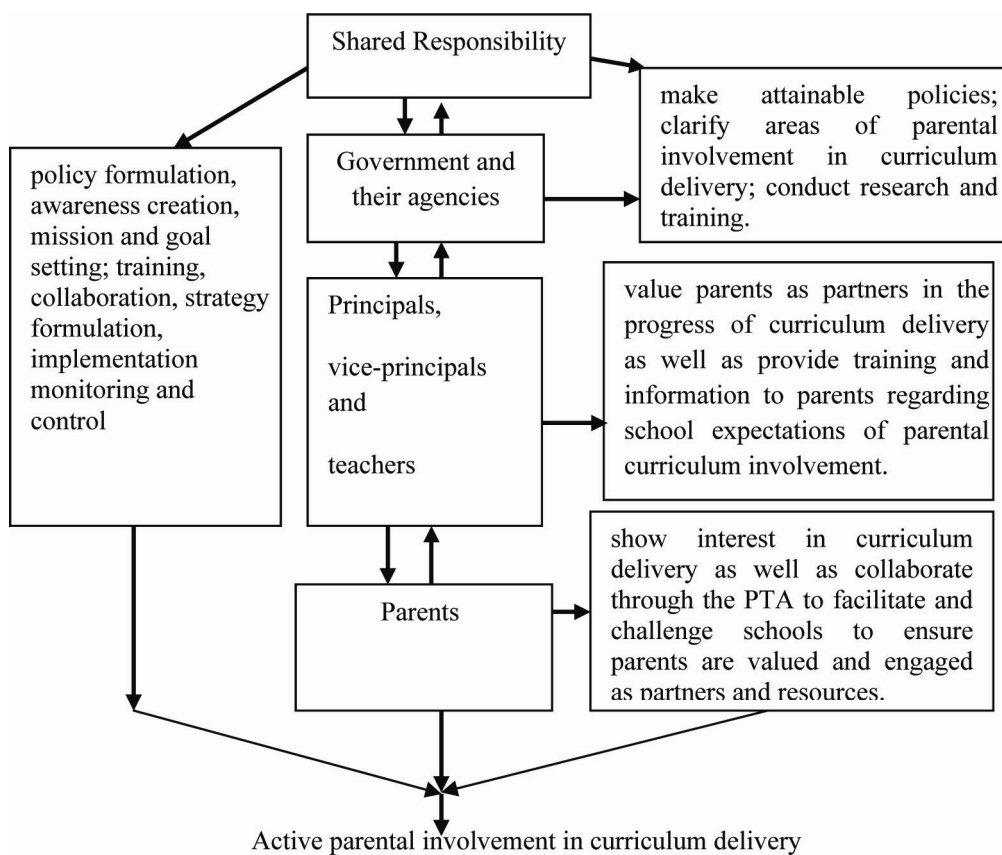 Shared Responsibility
make attainable policies;
clarify areas of parental
involvement in curriculum
delivery; conduct research and
training.
Government and
their agencies
policy formulation,
awareness creation,
mission and goal
setting; training,
collaboration, strategy
formulation,
implementation
monitoring and
control
Principals,
vice-principals
and
teachers
value parents as partners in the
progress of curriculum delivery
as well as provide training and
information to parents regarding
school expectations of parental
curriculum involvement.
Parents
show interest in curriculum
delivery as well as collaborate
through the PTA to facilitate and
challenge schools to ensure
parents are valued and engaged
as partners and resources.
Active parental involvement in curriculum delivery